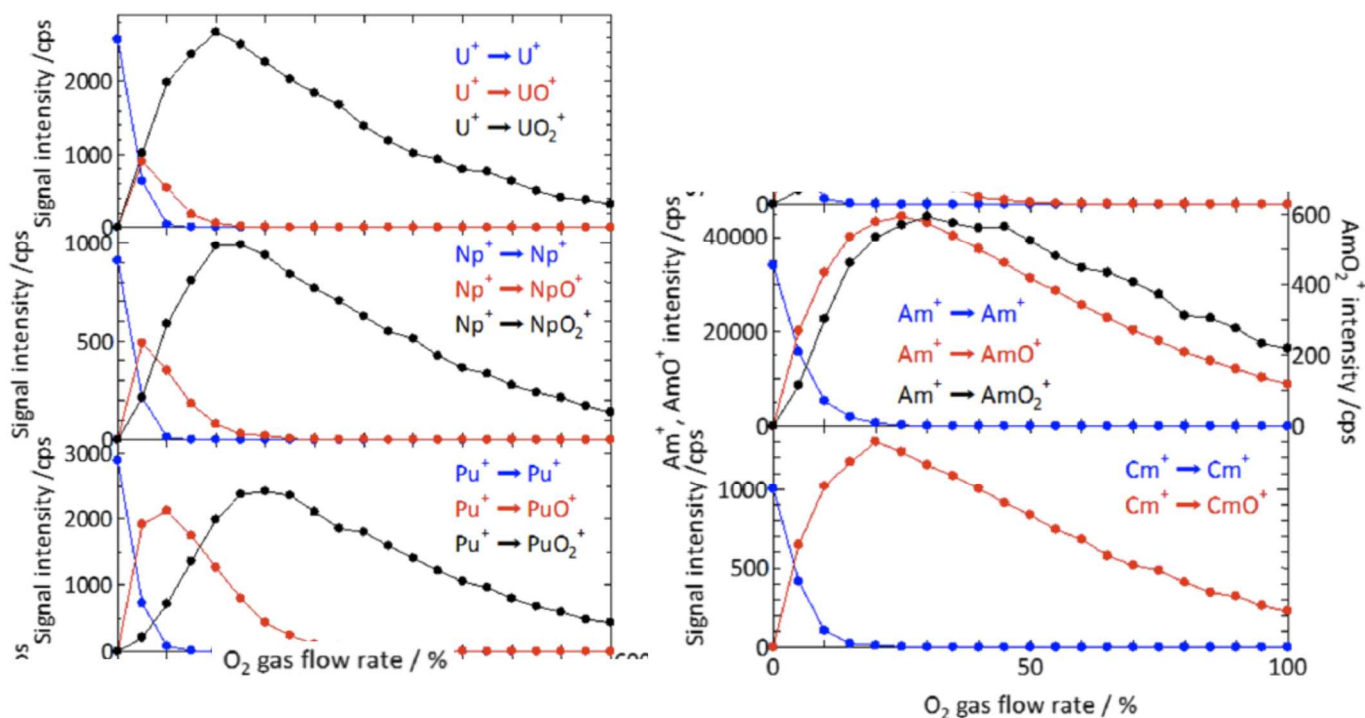 Signal intensity /cps
2000
1000
0
U⁺ → U⁺
U⁺ → UO⁺
U⁺ → UO₂⁺
Signal intensity /cps
1000
500
0
Np⁺ → Np⁺
Np⁺ → NpO⁺
Np⁺ → NpO₂⁺
Signal intensity /cps
3000
2000
1000
0
Pu⁺ → Pu⁺
Pu⁺ → PuO⁺
Pu⁺ → PuO₂⁺
O₂ gas flow rate / %
0
Am⁺, AmO⁺ intensity /cps
40000
20000
0
Am⁺ → Am⁺
Am⁺ → AmO⁺
Am⁺ → AmO₂⁺
0
600
400
200
0
AmO₂⁺ intensity /cps
Signal intensity /cps
1000
500
0
Cm⁺ → Cm⁺
Cm⁺ → CmO⁺
0
50
100
O₂ gas flow rate / %